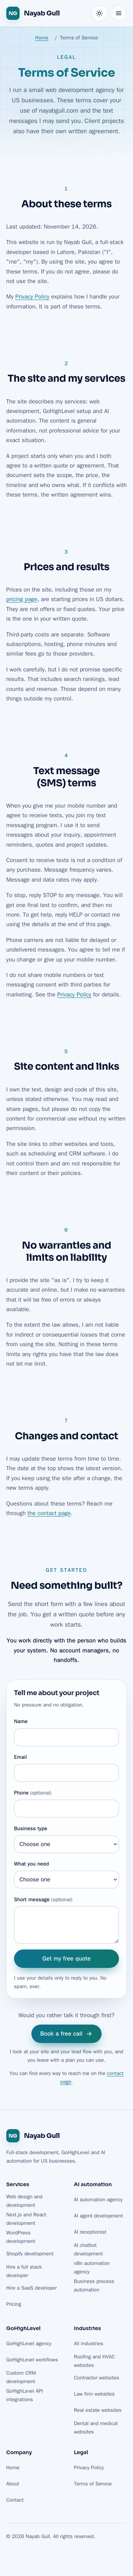 NG Nayab Gull
Home / Terms of Service
LEGAL
Terms of Service
I run a small web development agency for
US businesses. These terms cover your
use of nayabgull.com and the text
messages I may send you. Client projects
also have their own written agreement.
1
About these terms
Last updated: November 14, 2026.
This website is run by Nayab Gull, a full-stack
developer based in Lahore, Pakistan ("I",
"me", "my"). By using the site, you agree to
these terms. If you do not agree, please do
not use the site.
My Privacy Policy explains how I handle your
information. It is part of these terms.
2
The site and my services
The site describes my services: web
development, GoHighLevel setup and AI
automation. The content is general
information, not professional advice for your
exact situation.
A project starts only when you and I both
agree to a written quote or agreement. That
document sets the scope, the price, the
timeline and who owns what. If it conflicts with
these terms, the written agreement wins.
3
Prices and results
Prices on the site, including those on my
pricing page, are starting prices in US dollars.
They are not offers or fixed quotes. Your price
is the one in your written quote.
Third-party costs are separate. Software
subscriptions, hosting, phone minutes and
similar fees go to those providers.
I work carefully, but I do not promise specific
results. That includes search rankings, lead
counts and revenue. Those depend on many
things outside my control.
4
Text message
(SMS) terms
When you give me your mobile number and
agree to receive texts, you join my text
messaging program. I use it to send
messages about your inquiry, appointment
reminders, quotes and project updates.
Consent to receive texts is not a condition of
any purchase. Message frequency varies.
Message and data rates may apply.
To stop, reply STOP to any message. You will
get one final text to confirm, and then no
more. To get help, reply HELP or contact me
using the details at the end of this page.
Phone carriers are not liable for delayed or
undelivered messages. You agree to tell me if
you change or give up your mobile number.
I do not share mobile numbers or text
messaging consent with third parties for
marketing. See the Privacy Policy for details.
5
Site content and links
I own the text, design and code of this site,
unless stated otherwise. You may read and
share pages, but please do not copy the
content for commercial use without my written
permission.
The site links to other websites and tools,
such as scheduling and CRM software. I do
not control them and am not responsible for
their content or their policies.
6
No warranties and
limits on liability
I provide the site "as is". I try to keep it
accurate and online, but I make no warranties
that it will be free of errors or always
available.
To the extent the law allows, I am not liable
for indirect or consequential losses that come
from using the site. Nothing in these terms
limits any rights you have that the law does
not let me limit.
7
Changes and contact
I may update these terms from time to time.
The date at the top shows the latest version.
If you keep using the site after a change, the
new terms apply.
Questions about these terms? Reach me
through the contact page.
GET STARTED
Need something built?
Send the short form with a few lines about
the job. You get a written quote before any
work starts.
You work directly with the person who builds
your system. No account managers, no
handoffs.
Tell me about your project
No pressure and no obligation.
Name
Email
Phone (optional)
Business type
Choose one
What you need
Choose one
Short message (optional)
Get my free quote
I use your details only to reply to you. No
spam, ever.
Would you rather talk it through first?
Book a free call →
I look at your site and your lead flow with you, and
you leave with a plan you can use.
You can find every way to reach me on the contact
page.
NG Nayab Gull
Full-stack development, GoHighLevel and AI
automation for US businesses.
Services
Web design and
development
Next.js and React
development
WordPress
development
Shopify development
Hire a full stack
developer
Hire a SaaS developer
Pricing
AI automation
AI automation agency
AI agent development
AI receptionist
AI chatbot
development
n8n automation
agency
Business process
automation
GoHighLevel
GoHighLevel agency
GoHighLevel workflows
Custom CRM
development
GoHighLevel API
integrations
Industries
All industries
Roofing and HVAC
websites
Contractor websites
Law firm websites
Real estate websites
Dental and medical
websites
Company
Home
About
Contact
Legal
Privacy Policy
Terms of Service
© 2026 Nayab Gull. All rights reserved.